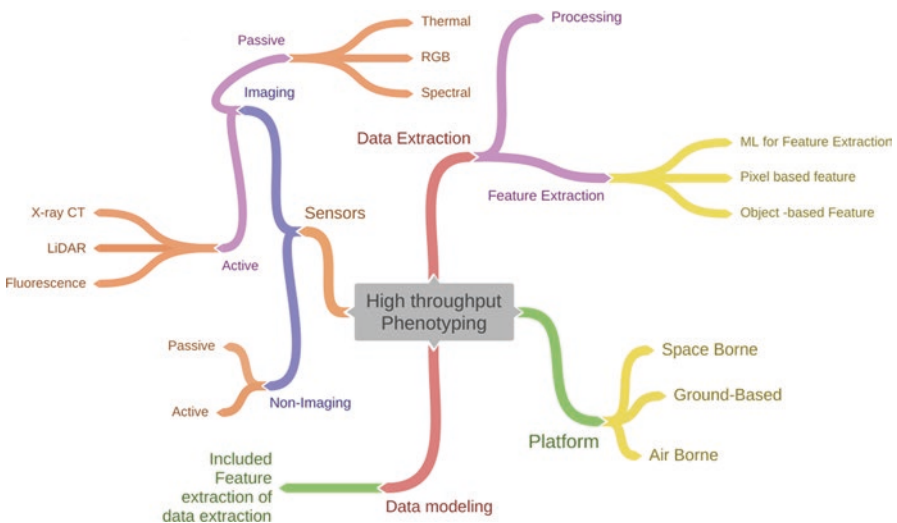 Thermal
Passive
RGB
Imaging
Spectral
X-ray CT
LiDAR
Active
Fluorescence
Sensors
Passive
Active
Non-Imaging
Processing
Data Extraction
ML for Feature Extraction
Feature Extraction
Pixel based feature
Object -based Feature
High throughput
Phenotyping
Space Borne
Ground-Based
Platform
Air Borne
Included
Feature
extraction of
data extraction
Data modeling